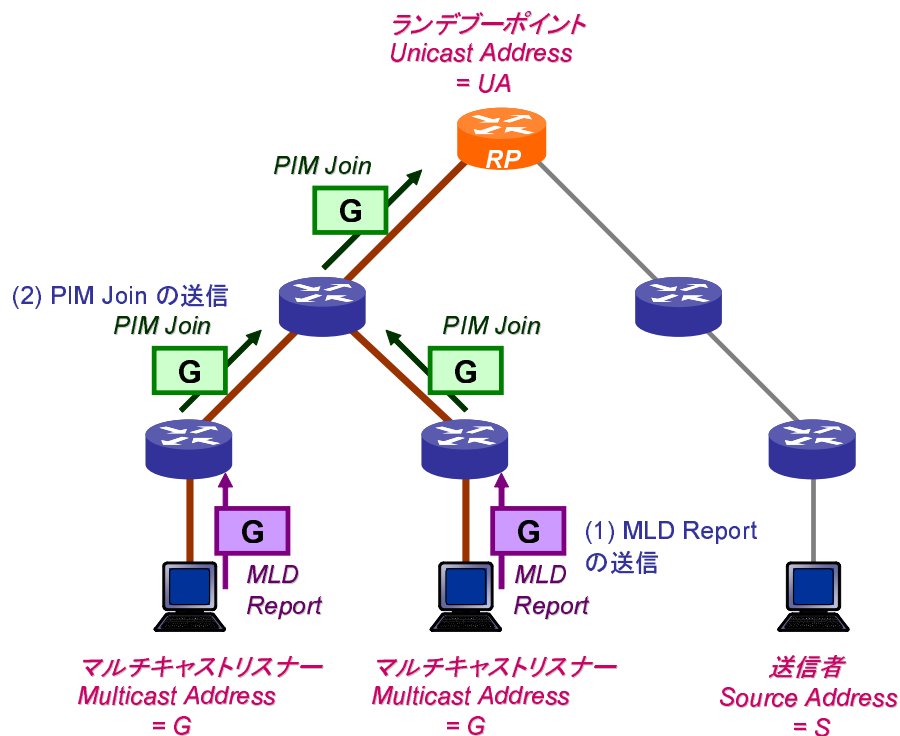 ランデブーポイント
Unicast Address
= UA
RP
PIM Join
G
(2) PIM Join の送信
PIM Join
G
PIM Join
G
G
MLD
Report
G
MLD
Report
(1) MLD Report
の送信
マルチキャストリスナー
Multicast Address
= G
マルチキャストリスナー
Multicast Address
= G
送信者
Source Address
= S